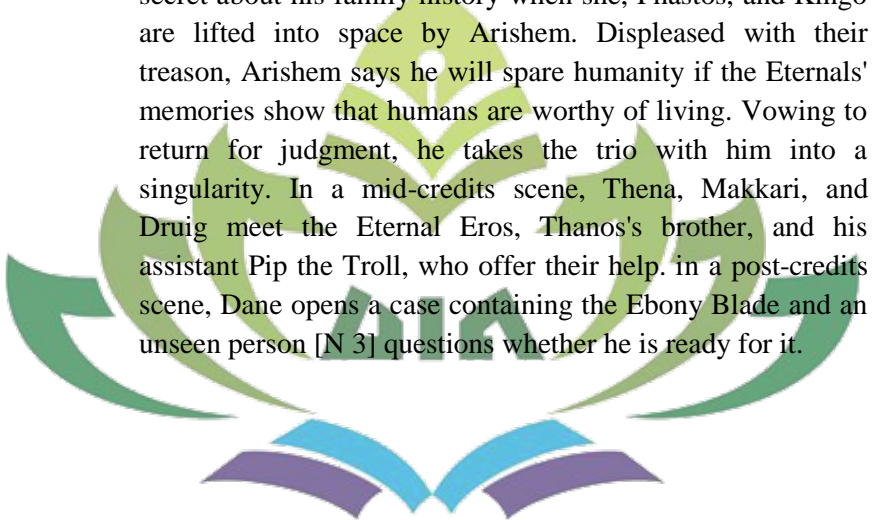 secret about his family history when she, Phastos, and Kingo
are lifted into space by Arishem. Displeased with their
treason, Arishem says he will spare humanity if the Eternals'
memories show that humans are worthy of living. Vowing to
return for judgment, he takes the trio with him into a
singularity. In a mid-credits scene, Thena, Makkari, and
Druig meet the Eternal Eros, Thanos's brother, and his
assistant Pip the Troll, who offer their help. in a post-credits
scene, Dane opens a case containing the Ebony Blade and an
unseen person [N 3] questions whether he is ready for it.